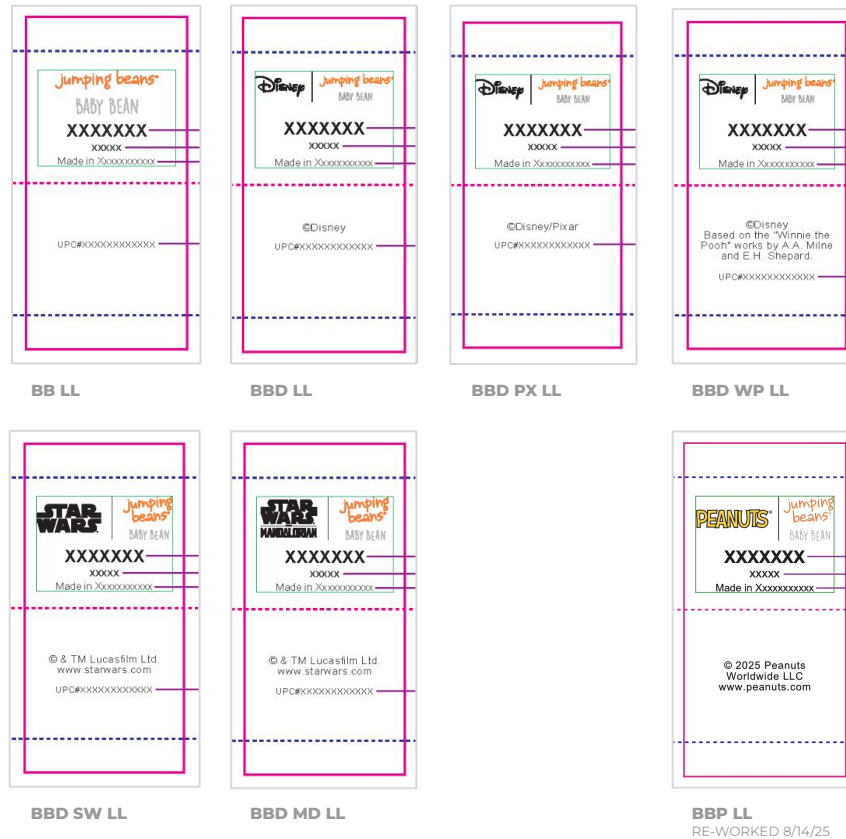 jumping beans®
BABY BEAN
XXXXXXX
XXXXX
Made in Xxxxxxxxxxx
UPC#XXXXXXXXXXXX
BB LL
Disney
jumping beans®
BABY BEAN
XXXXXXX
XXXXX
Made in Xxxxxxxxxxx
©Disney
UPC#XXXXXXXXXXXX
BBD LL
Disney
jumping beans®
BABY BEAN
XXXXXXX
XXXXX
Made in Xxxxxxxxxxx
©Disney/Pixar
UPC#XXXXXXXXXXXX
BBD PX LL
Disney
jumping beans®
BABY BEAN
XXXXXXX
XXXXX
Made in Xxxxxxxxxxx
©Disney
Based on the "Winnie the
Pooh" works by A.A. Milne
and E.H. Shepard.
UPC#XXXXXXXXXXXX
BBD WP LL
STAR
WARS
jumping
beans®
BABY BEAN
XXXXXXX
XXXXX
Made in Xxxxxxxxxxx
© & TM Lucasfilm Ltd.
www.starwars.com
UPC#XXXXXXXXXXXX
BBD SW LL
STAR
WARS
MANDALORIAN
jumping
beans®
BABY BEAN
XXXXXXX
XXXXX
Made in Xxxxxxxxxxx
© & TM Lucasfilm Ltd.
www.starwars.com
UPC#XXXXXXXXXXXX
BBD MD LL
PEANUTS®
jumping
beans®
BABY BEAN
XXXXXXX
XXXXX
Made in Xxxxxxxxxxx
© 2025 Peanuts
Worldwide LLC
www.peanuts.com
BBP LL
RE-WORKED 8/14/25